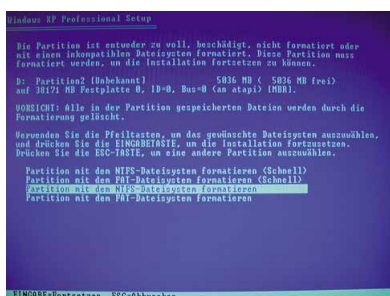 Windows XP Professional Setup
Die Partition ist entweder zu voll, beschädigt, nicht formatiert oder
mit einem inkompatiblen Dateisystem formatiert. Diese Partition muss
formatiert werden, um die Installation fortsetzen zu können.
D: Partition2 [Unbekannt] 5036 MB ( 5036 MB frei)
auf 38171 MB Festplatte 0, ID=0, Bus=0 (an atapi) [MBR].
VORSICHT: Alle in der Partition gespeicherten Dateien werden durch die
Formatierung gelöscht.
Verwenden Sie die Pfeiltasten, um das gewünschte Dateisystem auszuwählen,
und drücken Sie die EINGABETASTE, um die Installation fortzusetzen.
Drücken Sie die ESC-TASTE, um eine andere Partition auszuwählen.
Partition mit dem NTFS-Dateisystem formatieren (Schnell)
Partition mit dem FAT-Dateisystem formatieren (Schnell)
Partition mit dem NTFS-Dateisystem formatieren
Partition mit dem FAT-Dateisystem formatieren
EINGABE=Fortsetzen ESC=Abbrechen